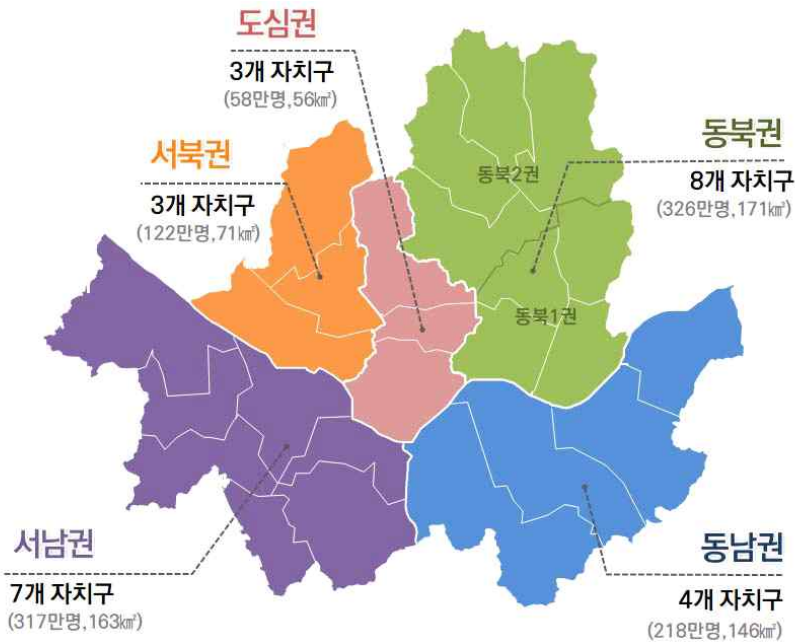 도심권
3개 자치구
(58만명,56㎢)
서북권
3개 자치구
(122만명,71㎢)
동북권
8개 자치구
(326만명,171㎢)
동북2권
동북1권
서남권
7개 자치구
(317만명,163㎢)
동남권
4개 자치구
(218만명,146㎢)